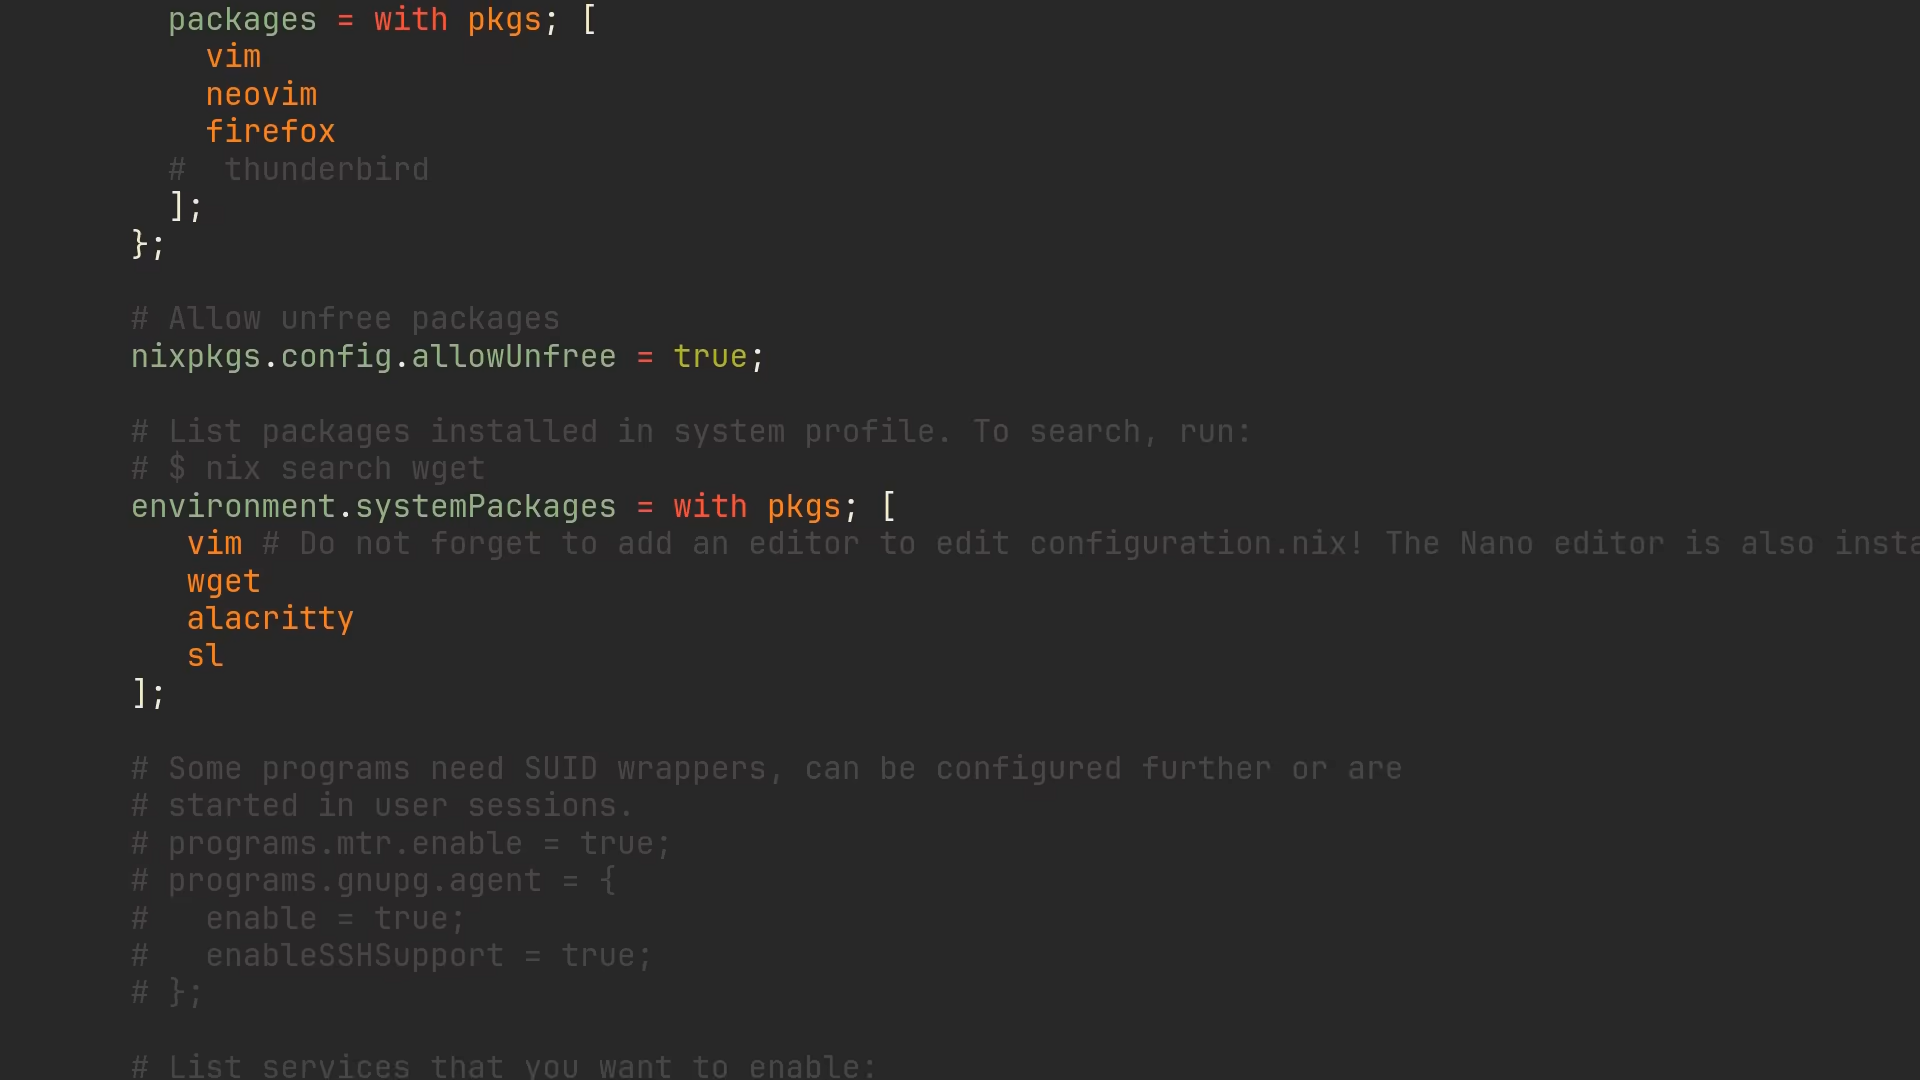 packages = with pkgs; [
vim
neovim
firefox
#  thunderbird
];
};
# Allow unfree packages
nixpkgs.config.allowUnfree = true;
# List packages installed in system profile. To search, run:
# $ nix search wget
environment.systemPackages = with pkgs; [
vim # Do not forget to add an editor to edit configuration.nix! The Nano editor is also insta
wget
alacritty
sl
];
# Some programs need SUID wrappers, can be configured further or are
# started in user sessions.
# programs.mtr.enable = true;
# programs.gnupg.agent = {
#   enable = true;
#   enableSSHSupport = true;
# };
# List services that you want to enable: